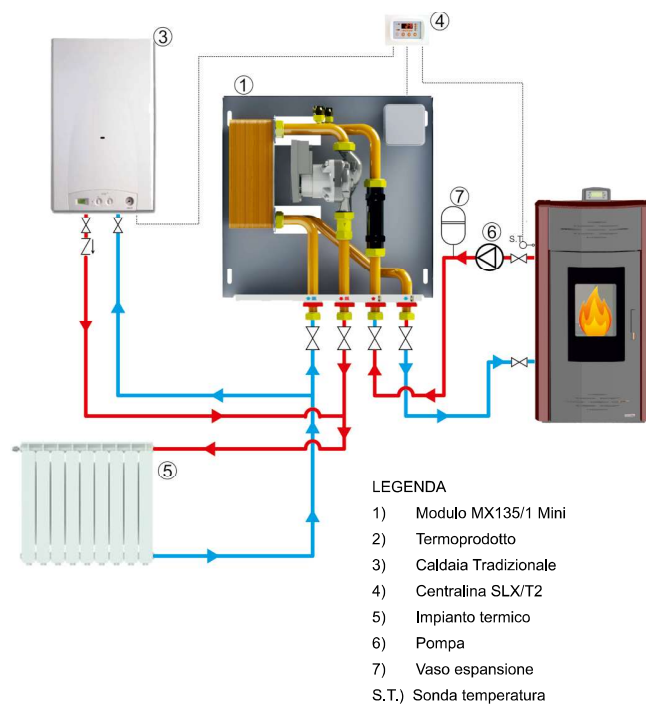 3
4
1
7
6
S.T.
5
LEGENDA
1) Modulo MX135/1 Mini
2) Termoprodotto
3) Caldaia Tradizionale
4) Centralina SLX/T2
5) Impianto termico
6) Pompa
7) Vaso espansione
S.T.) Sonda temperatura